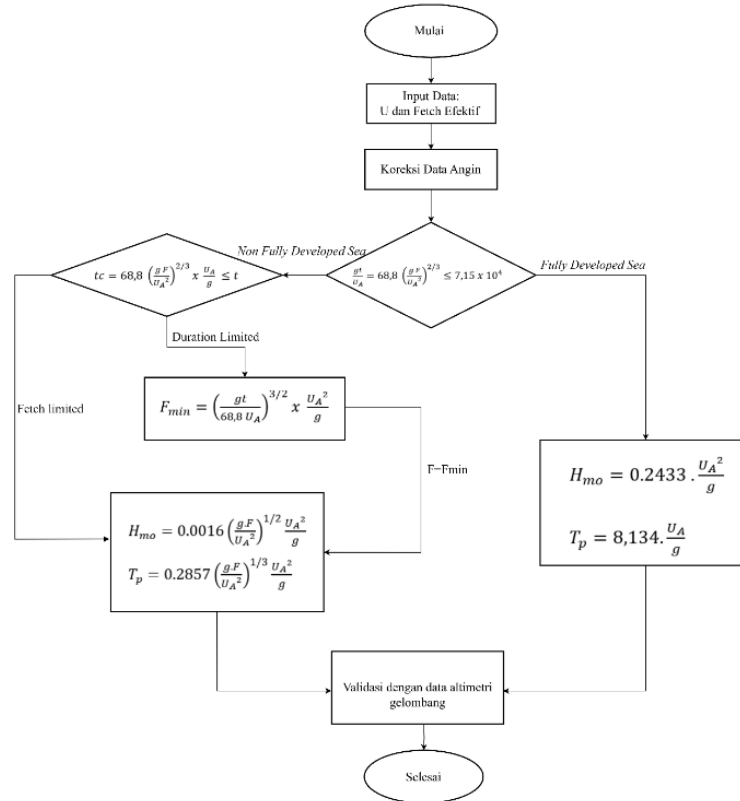 Mulai
Input Data:
U dan Fetch Efektif
Koreksi Data Angin
Non Fully Developed Sea
Fully Developed Sea
tc = 68,8 (g.F/U_A²)^2/3 x U_A/g ≤ t
gt/U_A = 68,8 (g.F/U_A²)^2/3 ≤ 7,15 x 10⁴
Duration Limited
Fetch limited
F_min = (gt/68,8 U_A)^3/2 x U_A²/g
F=Fmin
H_mo = 0.2433 . U_A²/g
T_p = 8,134. U_A/g
H_mo = 0.0016 (g.F/U_A²)^1/2 U_A²/g
T_p = 0.2857 (g.F/U_A²)^1/3 U_A²/g
Validasi dengan data altimetri
gelombang
Selesai